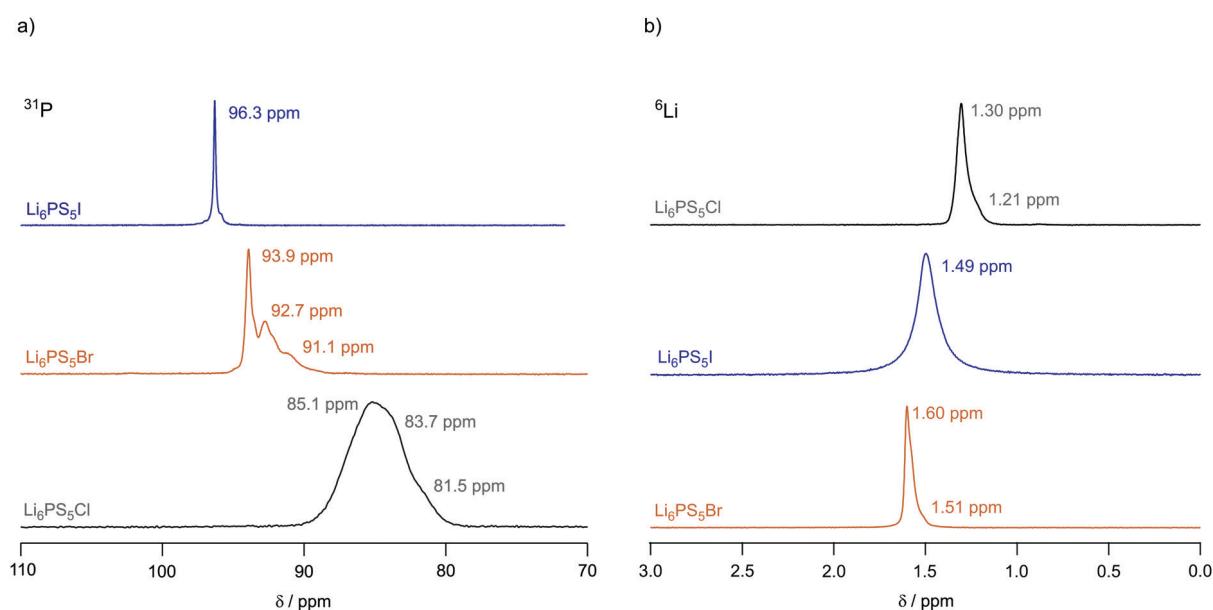 a)
³¹P
96.3 ppm
Li₆PS₅I
93.9 ppm
92.7 ppm
91.1 ppm
Li₆PS₅Br
85.1 ppm
83.7 ppm
81.5 ppm
Li₆PS₅Cl
110 100 90 80 70
δ / ppm
b)
⁶Li
1.30 ppm
1.21 ppm
Li₆PS₅Cl
1.49 ppm
Li₆PS₅I
1.60 ppm
1.51 ppm
Li₆PS₅Br
3.0 2.5 2.0 1.5 1.0 0.5 0.0
δ / ppm